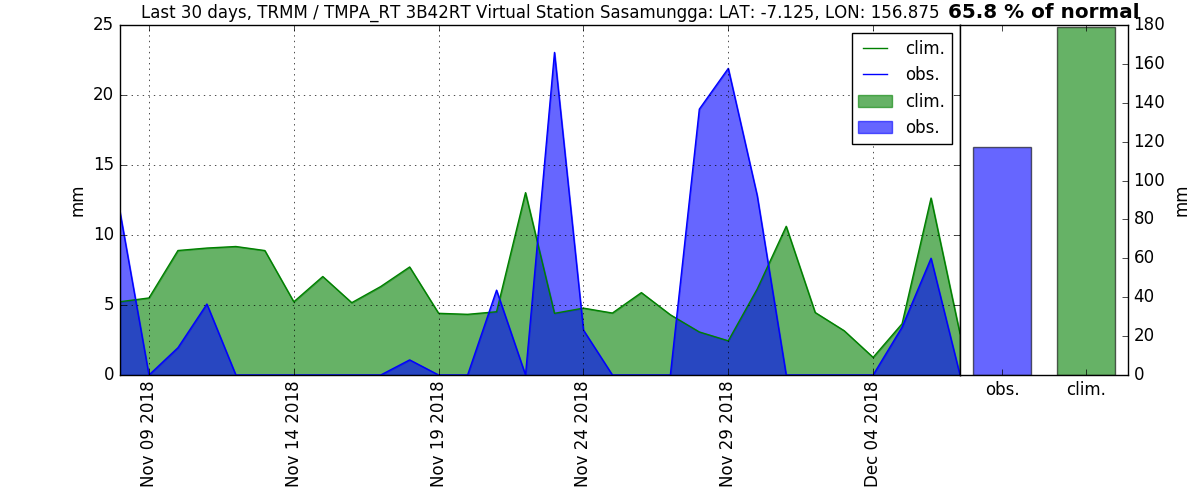 Last 30 days, TRMM / TMPA_RT 3B42RT Virtual Station Sasamungga: LAT: -7.125, LON: 156.875
65.8 % of normal
25
20
15
10
5
0
mm
clim.
obs.
clim.
obs.
180
160
140
120
100
80
60
40
20
0
mm
Nov 09 2018
Nov 14 2018
Nov 19 2018
Nov 24 2018
Nov 29 2018
Dec 04 2018
obs.
clim.